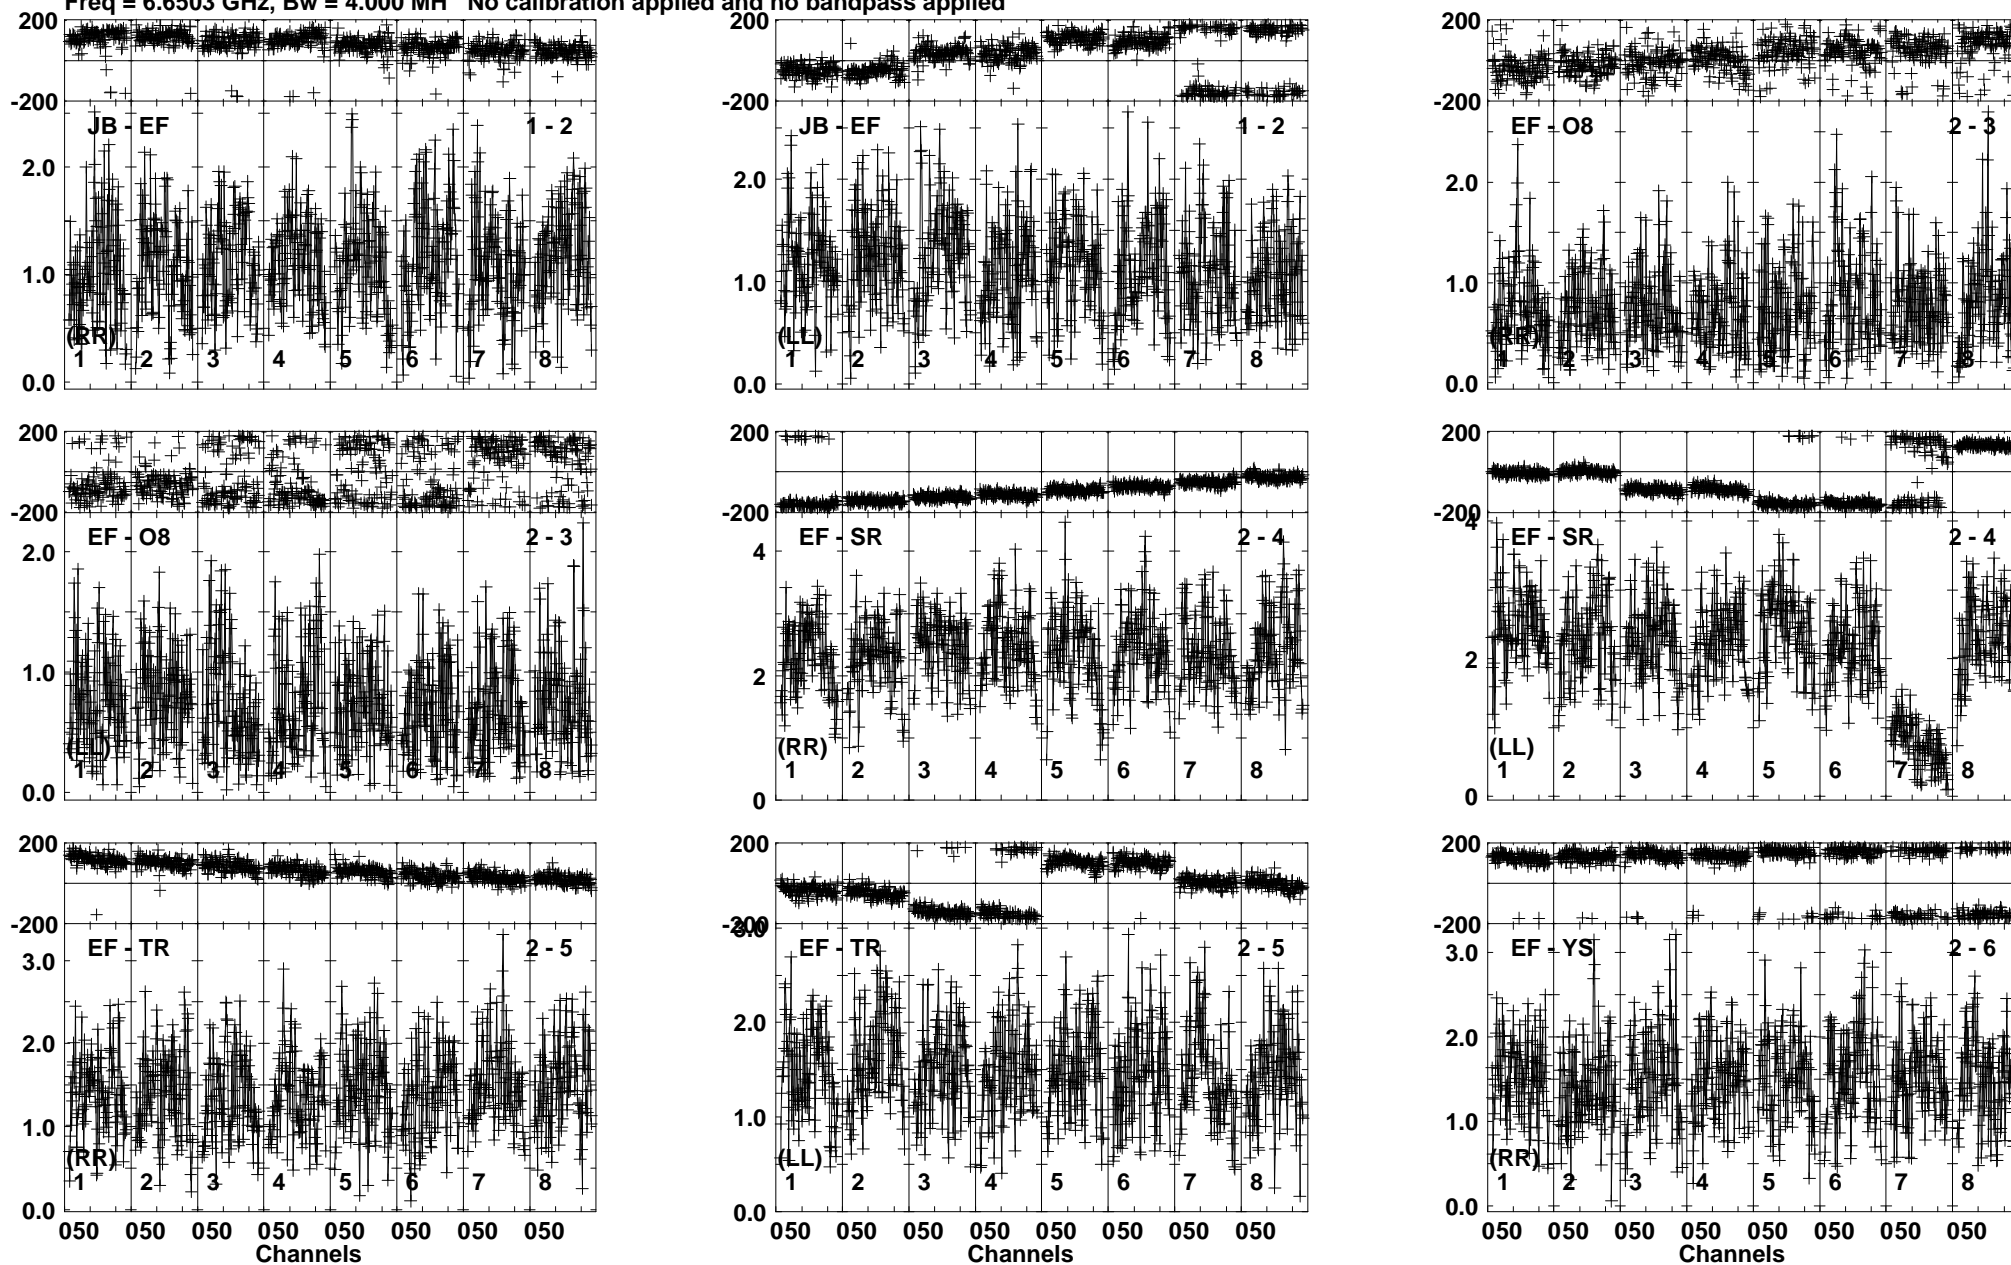 Freq = 6.6503 GHz, Bw = 4.000 MH No calibration applied and no bandpass applied
200 200 200
-200 -200 -200
JB - EF 1 - 2 JB - EF 1 - 2 EF - O8 2 - 3
2.0 2.0 2.0
1.0 1.0 1.0
(RR) (LL) (RR)
1 2 3 4 5 6 7 8 1 2 3 4 5 6 7 8 1 2 3 4 5 6 7 8
0.0 0.0 0.0
200 200 200
-200 -200 -200
4
EF - O8 2 - 3 EF - SR 2 - 4 EF - SR 2 - 4
2.0 4
1.0 2 2
(LL) (RR) (LL)
1 2 3 4 5 6 7 8 1 2 3 4 5 6 7 8 1 2 3 4 5 6 7 8
0.0 0 0
200 200 200
-200 -200 -200
3.0
EF - TR 2 - 5 EF - TR 2 - 5 EF - YS 2 - 6
3.0 3.0
2.0 2.0 2.0
1.0 1.0 1.0
(RR) (LL) (RR)
1 2 3 4 5 6 7 8 1 2 3 4 5 6 7 8 1 2 3 4 5 6 7 8
0.0 0.0 0.0
050 050 050 050 050 050 050 050 050 050 050 050 050 050 050 050 050 050 050 050 050 050 050 050
Channels Channels Channels